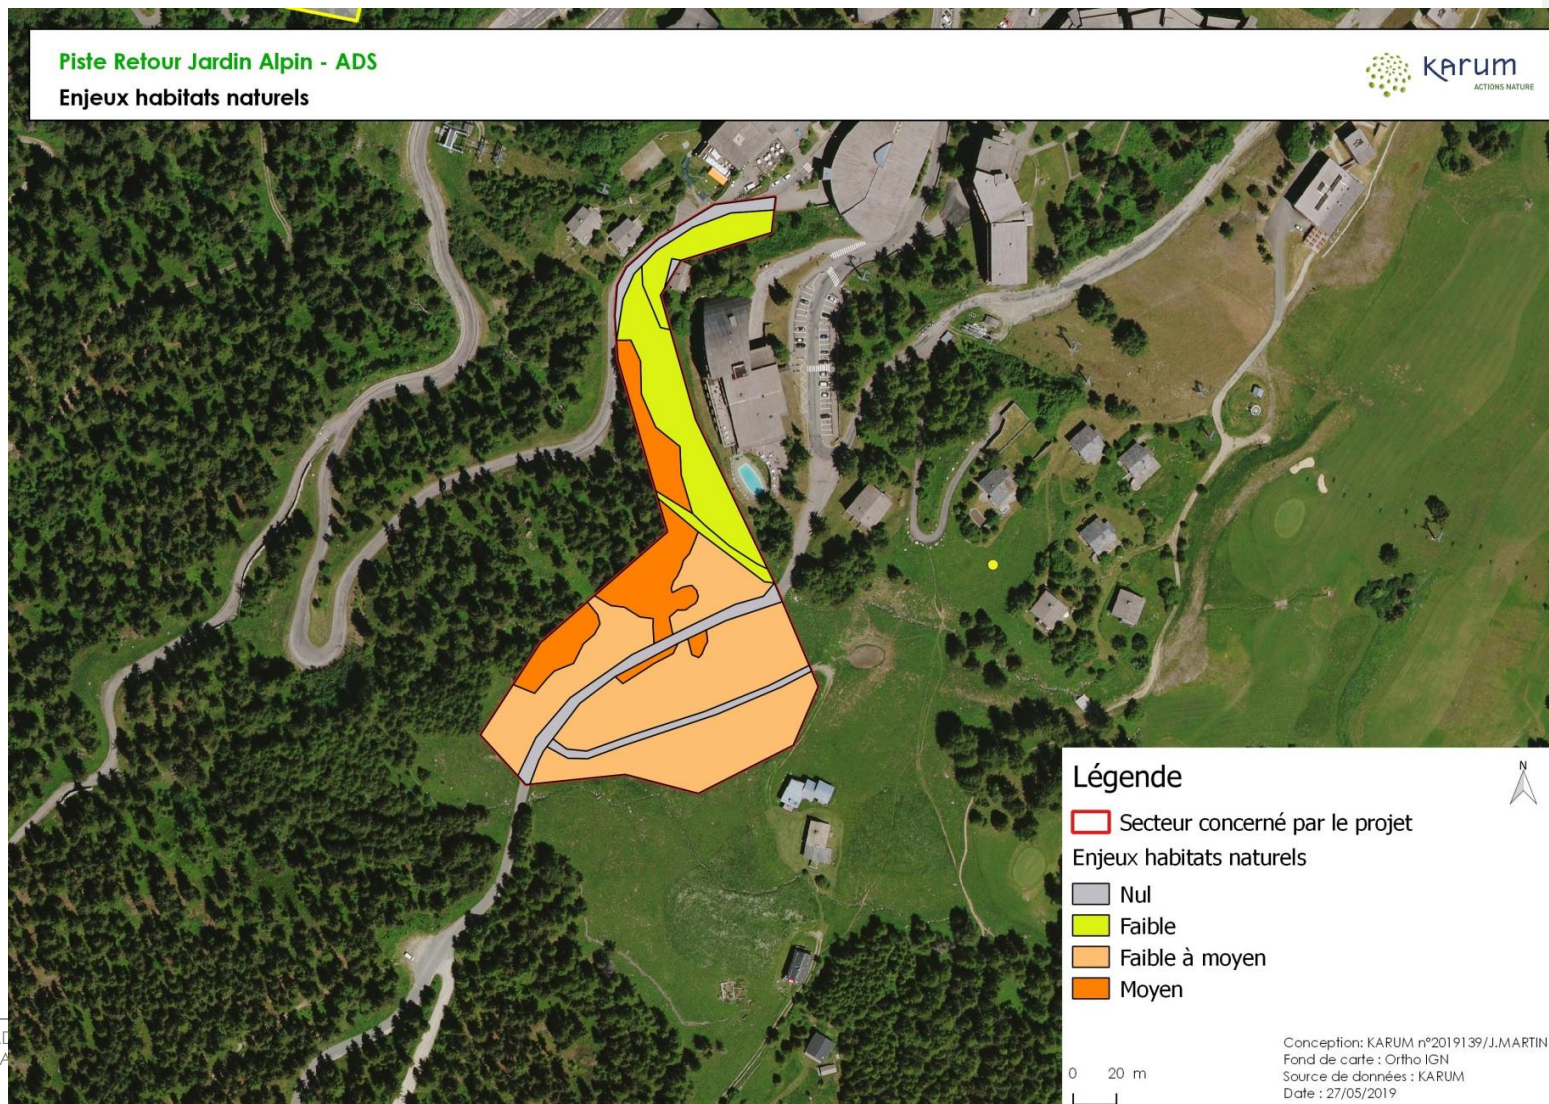 Piste Retour Jardin Alpin - ADS
Enjeux habitats naturels
KARUM
ACTIONS NATURE
Légende
N
Secteur concerné par le projet
Enjeux habitats naturels
Nul
Faible
Faible à moyen
Moyen
0 20 m
Conception: KARUM n°2019139/J.MARTIN
Fond de carte : Ortho IGN
Source de données : KARUM
Date : 27/05/2019